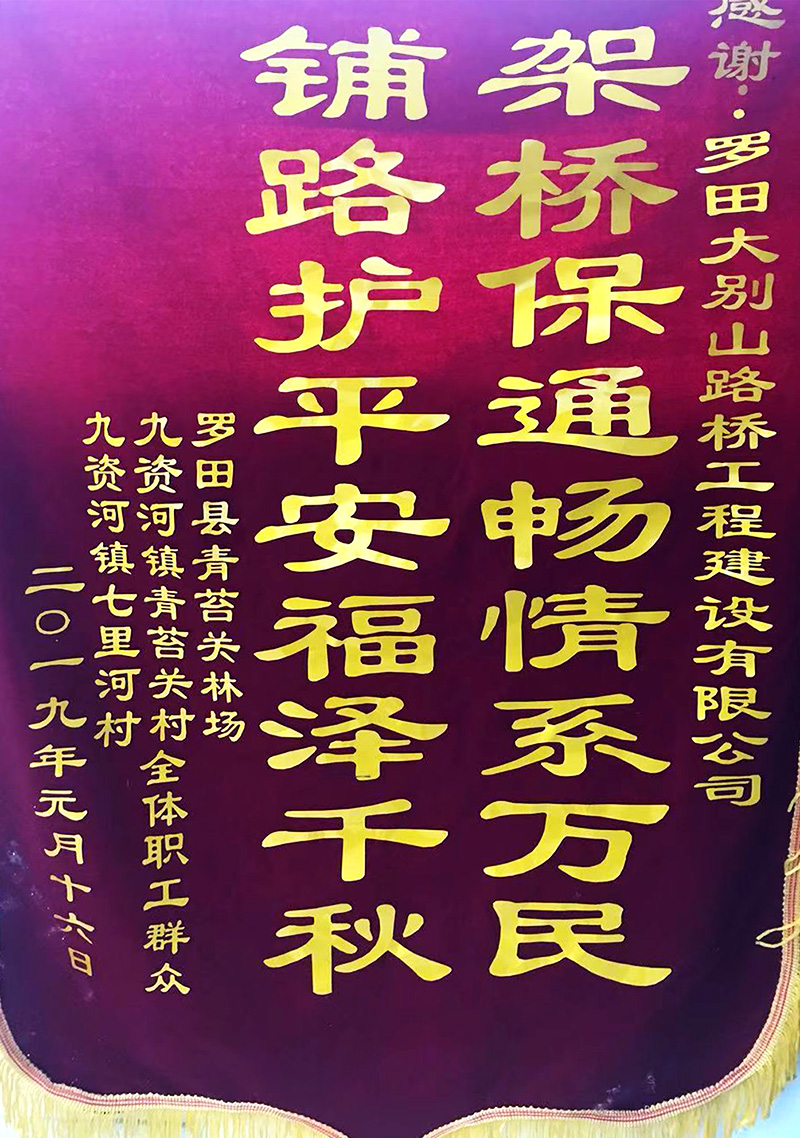 感谢：罗田大别山路桥工程建设有限公司
架桥保通畅情系万民
铺路护平安福泽千秋
罗田县青苔关林场
九资河镇青苔关村全体职工群众
九资河镇七里河村
二〇一九年元月十六日